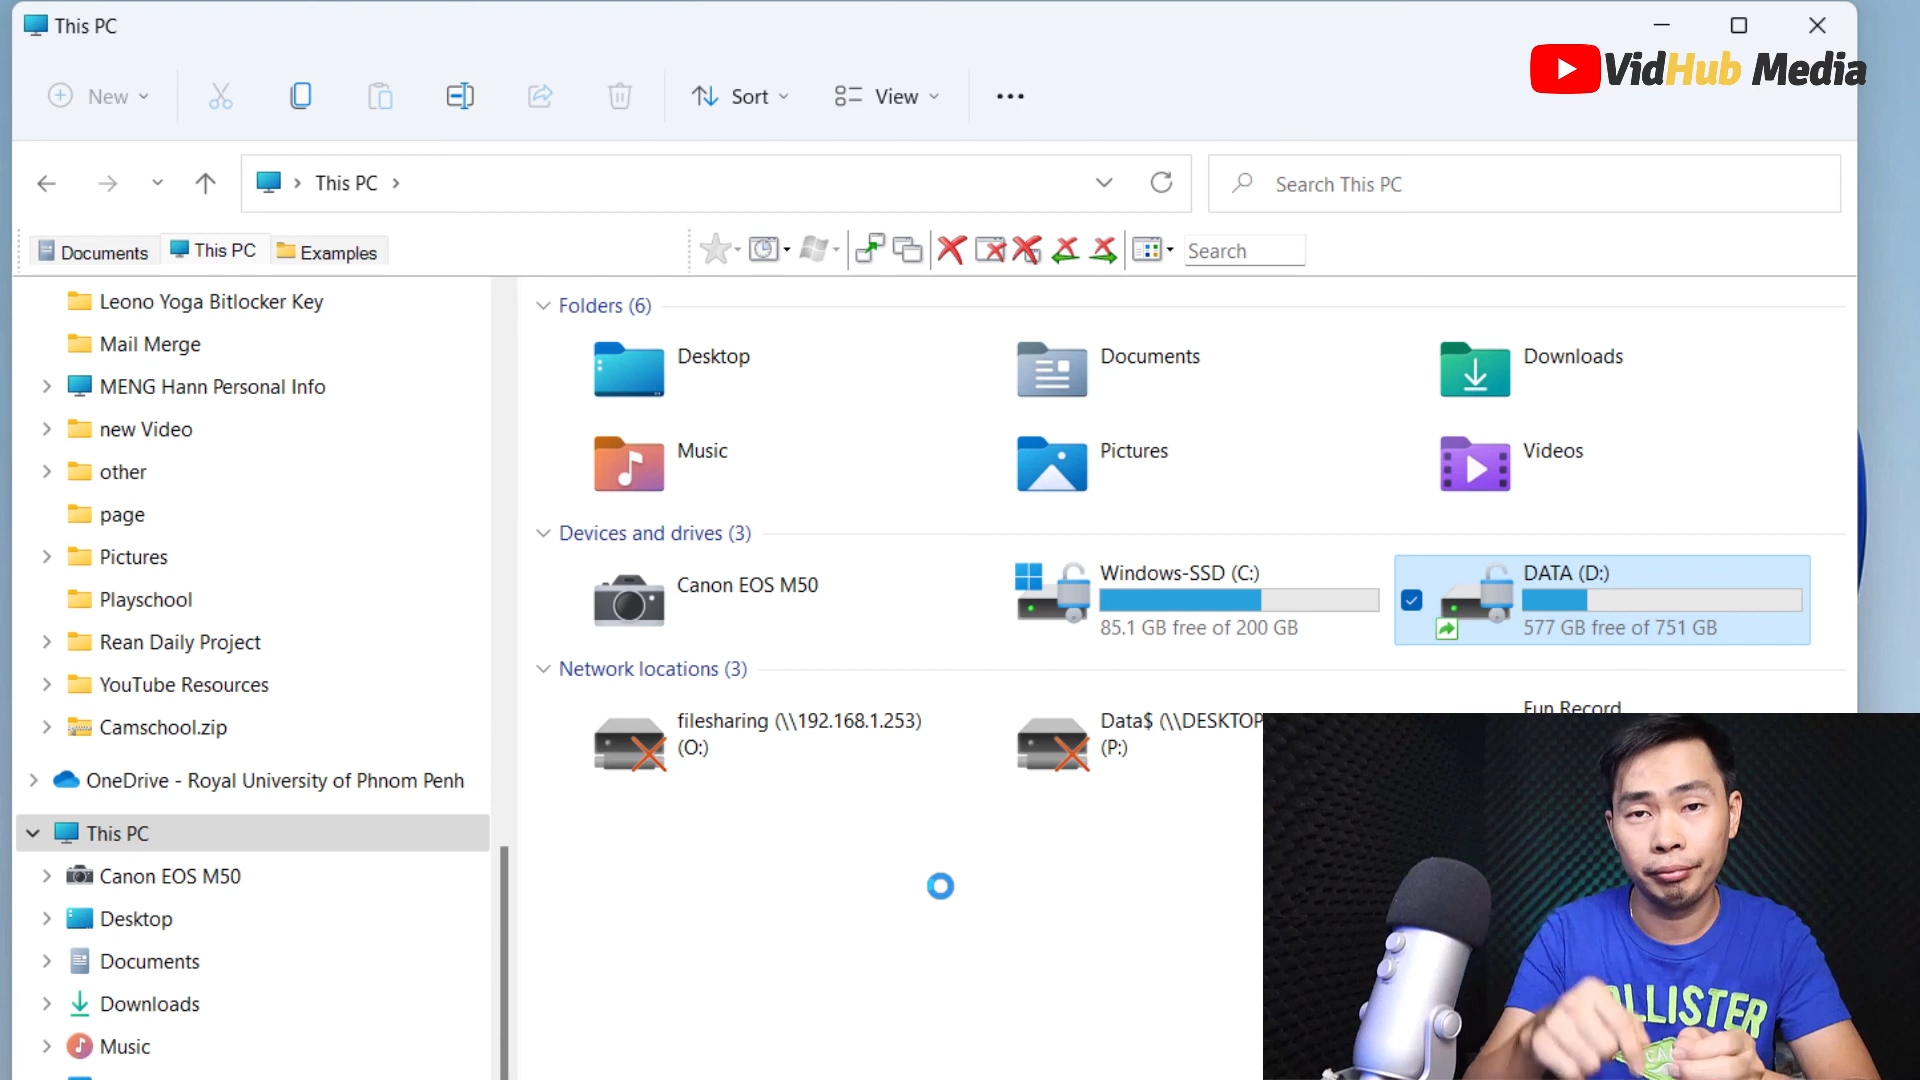 This PC
VidHub Media
New
Sort
View
This PC
Search This PC
Documents
This PC
Examples
Search
Leono Yoga Bitlocker Key
Mail Merge
MENG Hann Personal Info
new Video
other
page
Pictures
Playschool
Rean Daily Project
YouTube Resources
Camschool.zip
OneDrive - Royal University of Phnom Penh
This PC
Canon EOS M50
Desktop
Documents
Downloads
Music
Folders (6)
Desktop
Documents
Downloads
Music
Pictures
Videos
Devices and drives (3)
Canon EOS M50
Windows-SSD (C:)
85.1 GB free of 200 GB
DATA (D:)
577 GB free of 751 GB
Network locations (3)
filesharing (\\192.168.1.253)
(O:)
Data$ (\\DESKTOP
(P:)
Fun Record
OLLISTER
CA